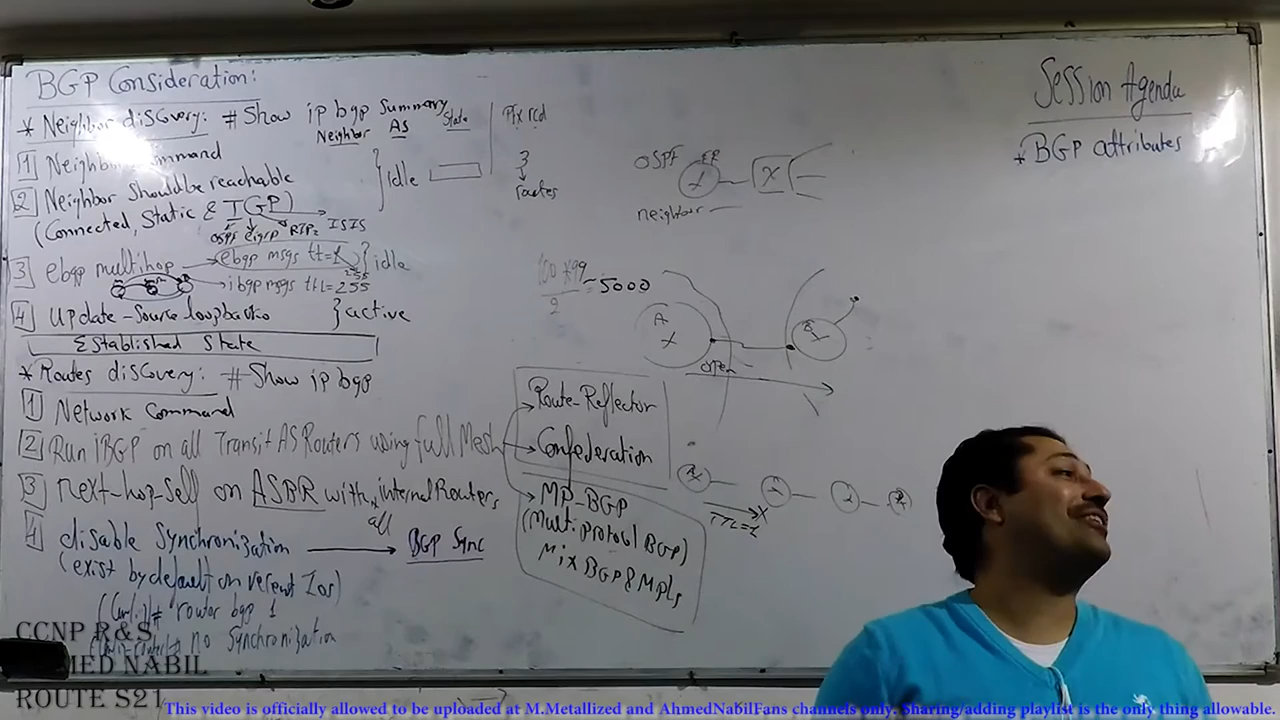 BGP Consideration:
* Neighbor discovery: # Show ip bgp Summary
Neighbor AS State Pfx rcd
1 Neighbor Command
2 Neighbor Should be reachable
(Connected, Static & IGP)
OSPF eigrp RIP2 ISIS
} idle
routes
3 ebgp multihop → ebgp msgs ttl=1 } idle
255
→ ibgp msgs ttl=255
4 Update-Source loopback0 } active
Established State
* Routes discovery: # Show ip bgp
1 Network Command
2 Run iBGP on all Transit AS Routers using full Mesh
3 next-hop-Self on ASBR with internal Routers
all
4 disable Synchronization → BGP Sync
(exist by default on recent Ios)
router bgp 1
no Synchronization
Route-Reflector
Confederation
MP-BGP
(Multi protocol BGP)
Mix BGP & MPLS
OSPF
neighbor
100*99
2
= 5000
A
B
open
TTL=1
Session Agenda
* BGP attributes
CCNP R&S
AHMED NABIL
ROUTE S21
This video is officially allowed to be uploaded at M.Metallized and AhmedNabilFans channels only. Sharing/adding playlist is the only thing allowable.